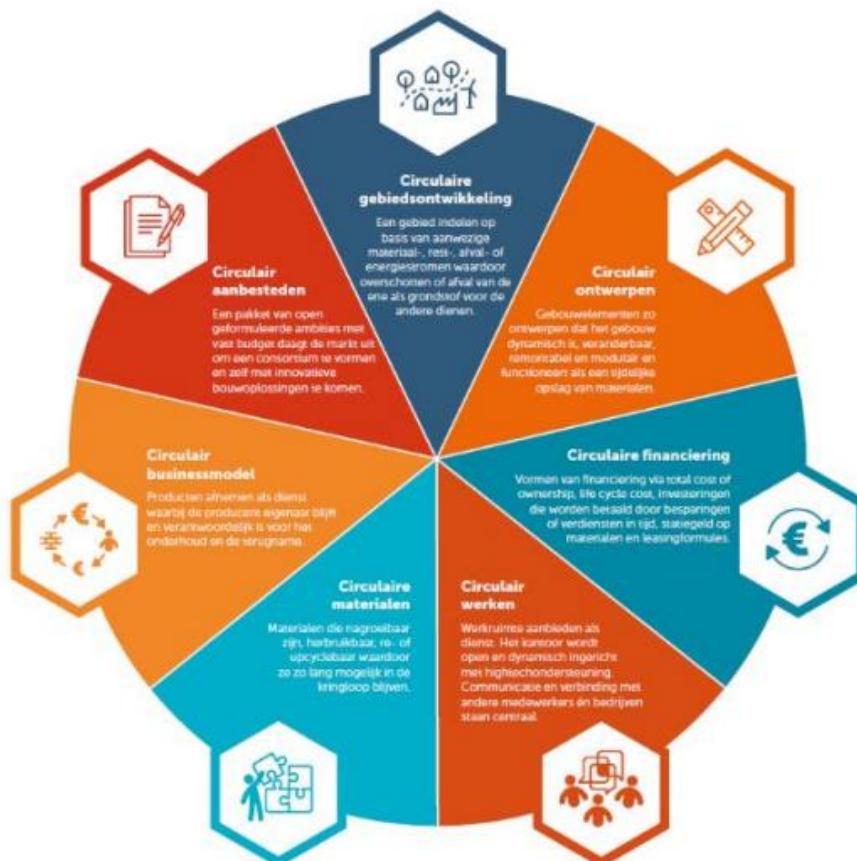 Circulaire
gebiedsontwikkeling
Een gebied indelen op
basis van aanwezige
materiaal-, rest-, afval- of
energiestromen waardoor
overschotten of afval van de
ene als grondstof voor de
andere dienen.
Circulair
ontwerpen
Gebouwelementen zo
ontwerpen dat het gebouw
dynamisch is, veranderbaar,
remontabel en modulair en
functioneert als een tijdelijke
opslag van materialen.
Circulaire financiering
Vormen van financiering via total cost of
ownership, life cycle cost, investeringen
die worden betaald door besparingen
of verdiensten in tijd, statiegeld op
materialen en leasingformules.
Circulair
werken
Werkruimte aanbieden als
dienst. Het kantoor wordt
open en dynamisch ingericht
met hightechondersteuning.
Communicatie en verbinding met
andere medewerkers én bedrijven
staan centraal.
Circulaire
materialen
Materialen die nagroeibaar
zijn, herbruikbaar, re- of
upcyclebaar waardoor
ze zo lang mogelijk in de
kringloop blijven.
Circulair
businessmodel
Producten afnemen als dienst
waarbij de producent eigenaar blijft
en verantwoordelijk is voor het
onderhoud en de terugname.
Circulair
aanbesteden
Een pakket van open
geformuleerde ambities met
vast budget daagt de markt uit
om een consortium te vormen
en zelf met innovatieve
bouwoplossingen te komen.